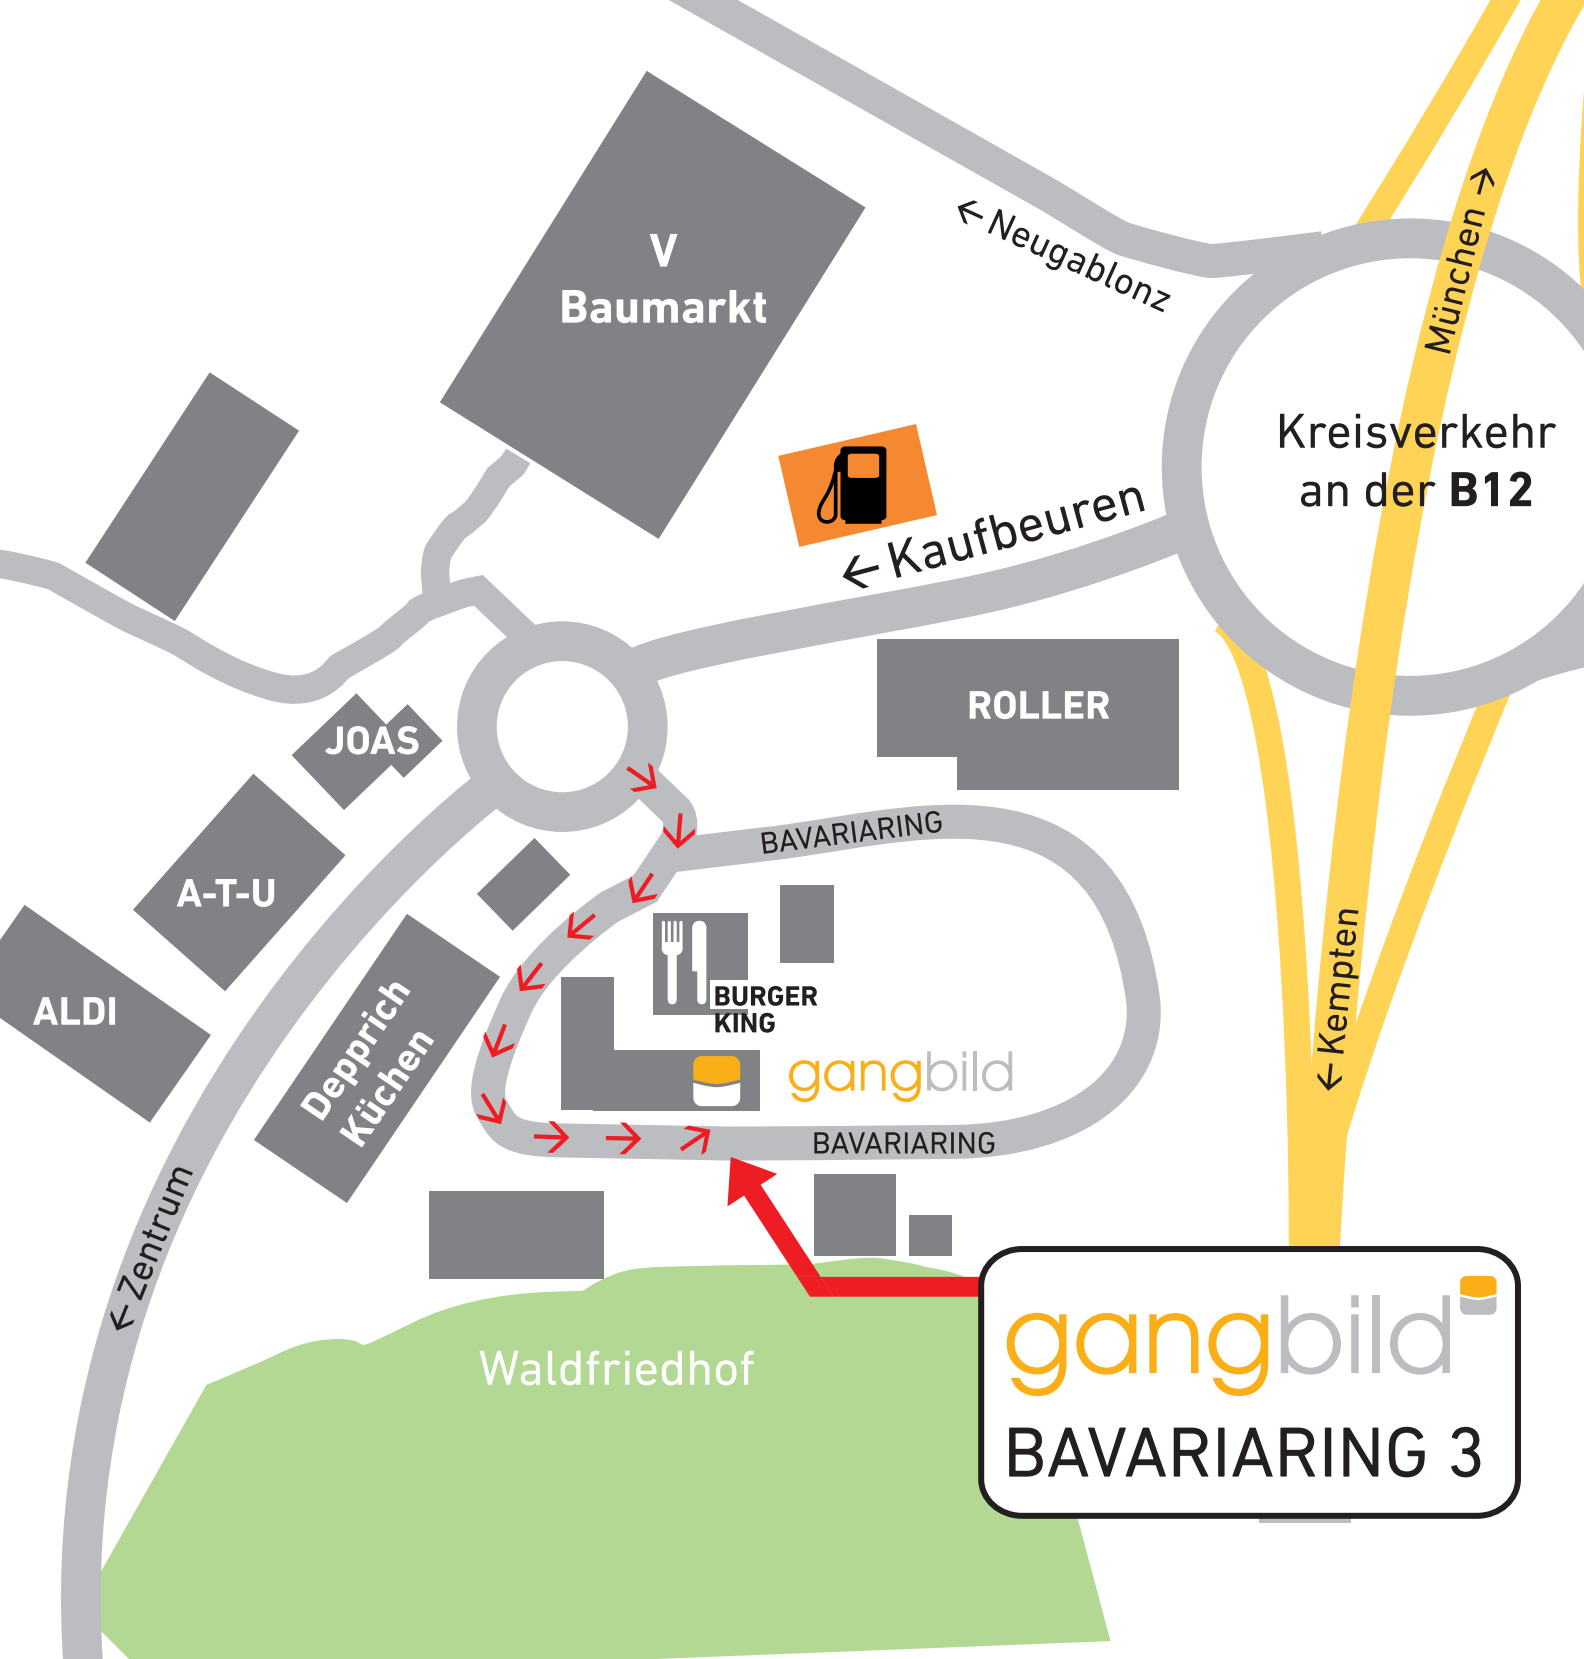 V
Baumarkt
← Neugablonz
München →
Kreisverkehr
an der B12
← Kaufbeuren
ROLLER
JOAS
BAVARIARING
A-T-U
ALDI
Depprich
Küchen
BURGER
KING
gangbild
BAVARIARING
← Kempten
← Zentrum
Waldfriedhof
gangbild
BAVARIARING 3